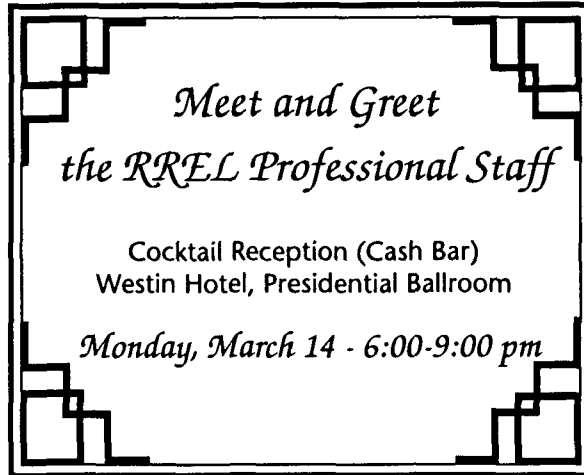 Meet and Greet
the RREL Professional Staff
Cocktail Reception (Cash Bar)
Westin Hotel, Presidential Ballroom
Monday, March 14 - 6:00-9:00 pm